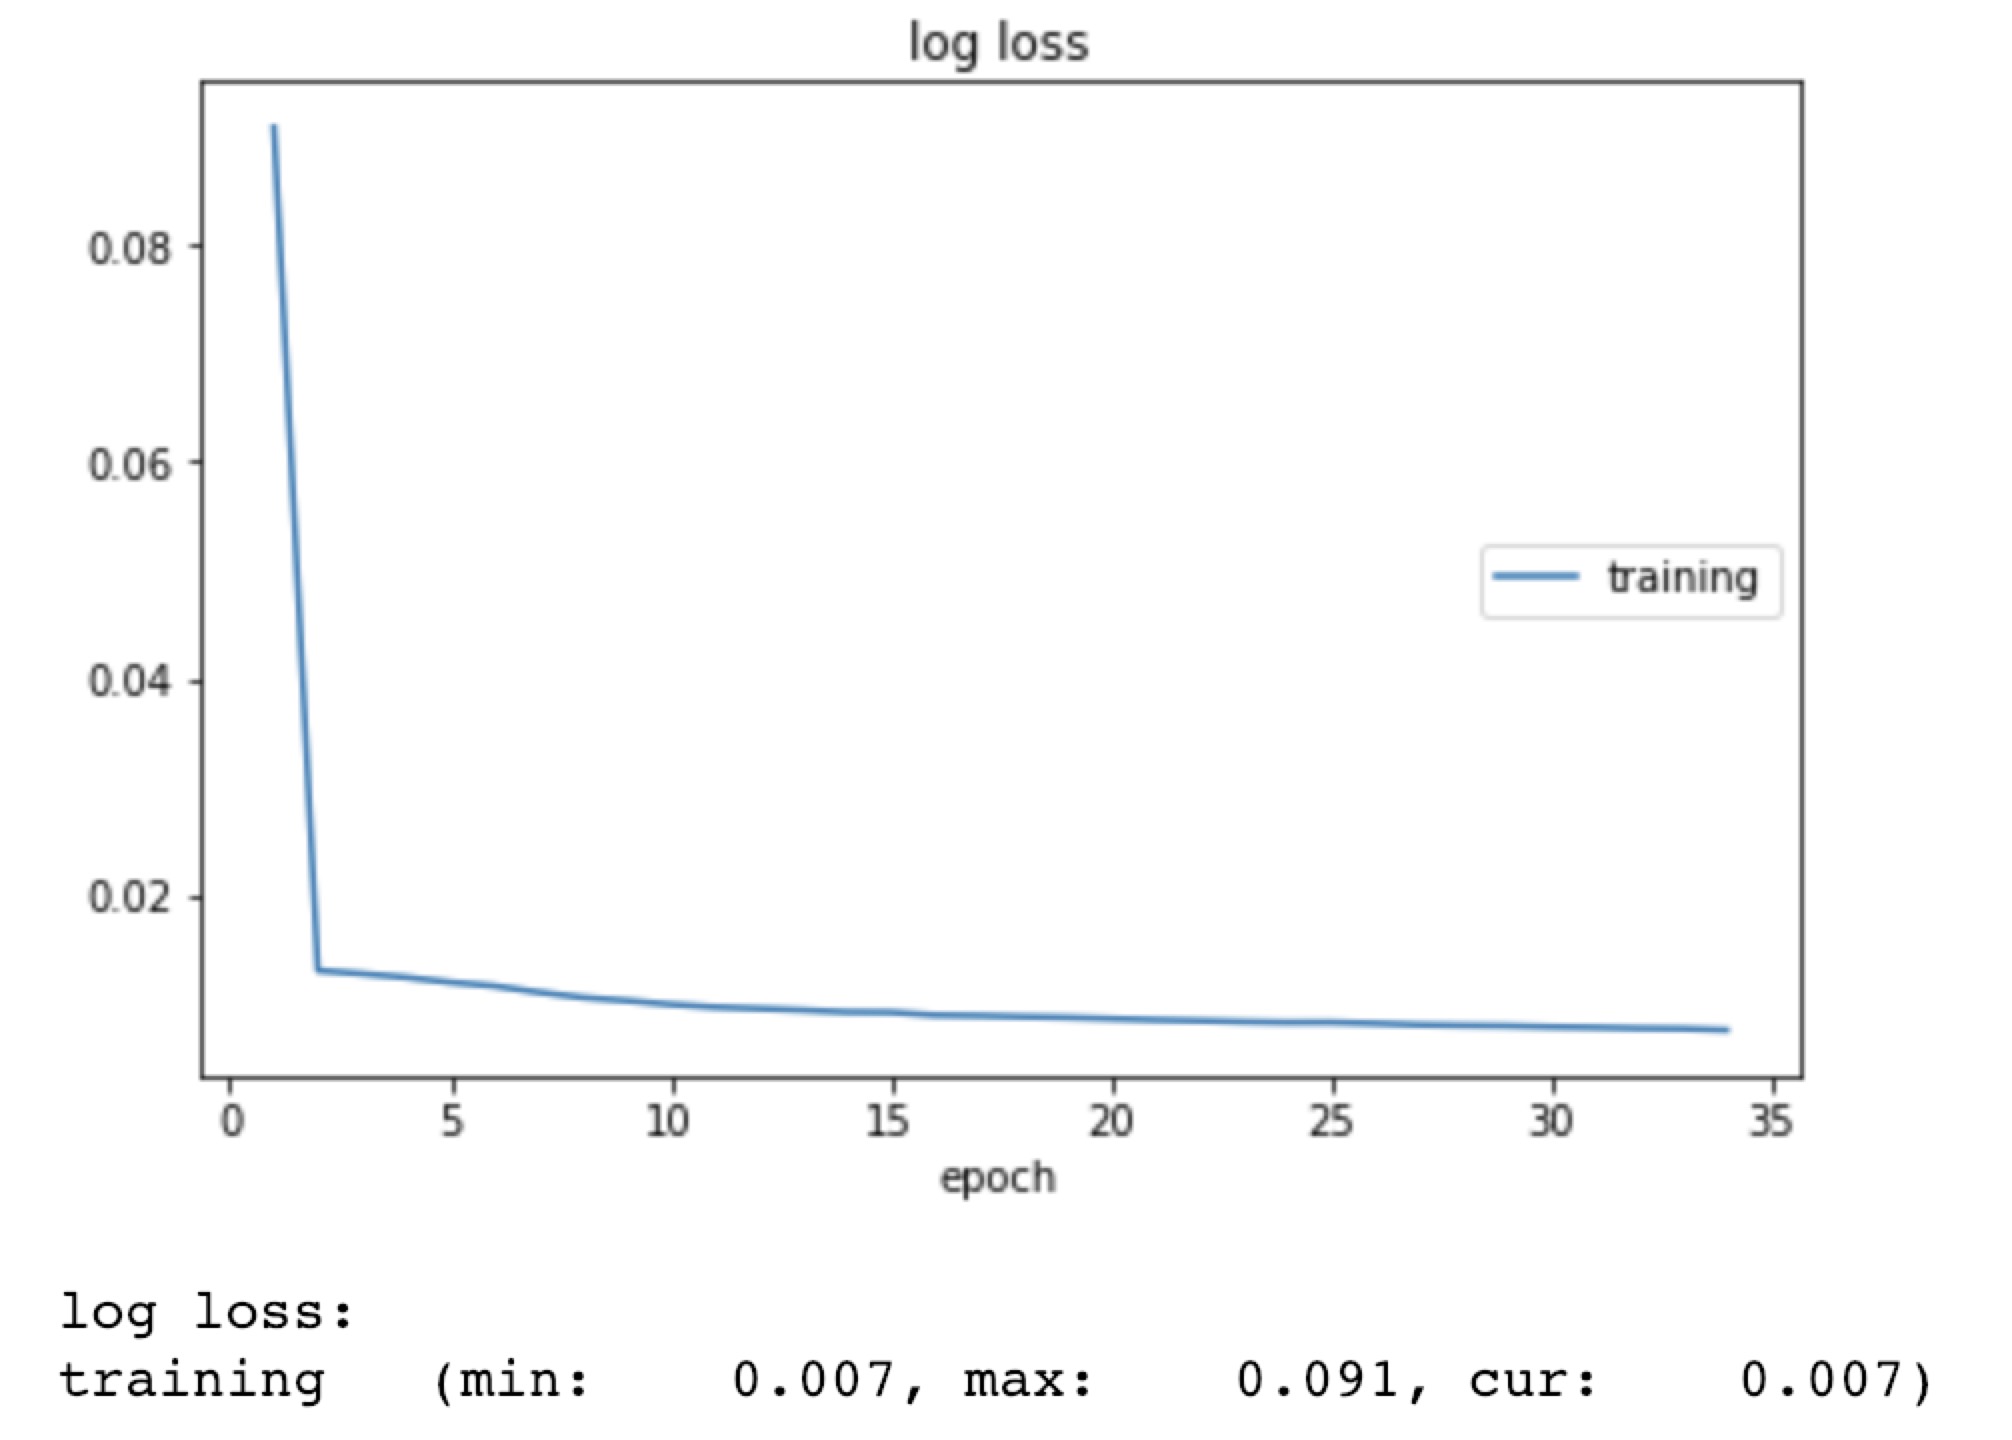 log loss
0.08
0.06
0.04
0.02
training
0 5 10 15 20 25 30 35
epoch
log loss:
training (min: 0.007, max: 0.091, cur: 0.007)